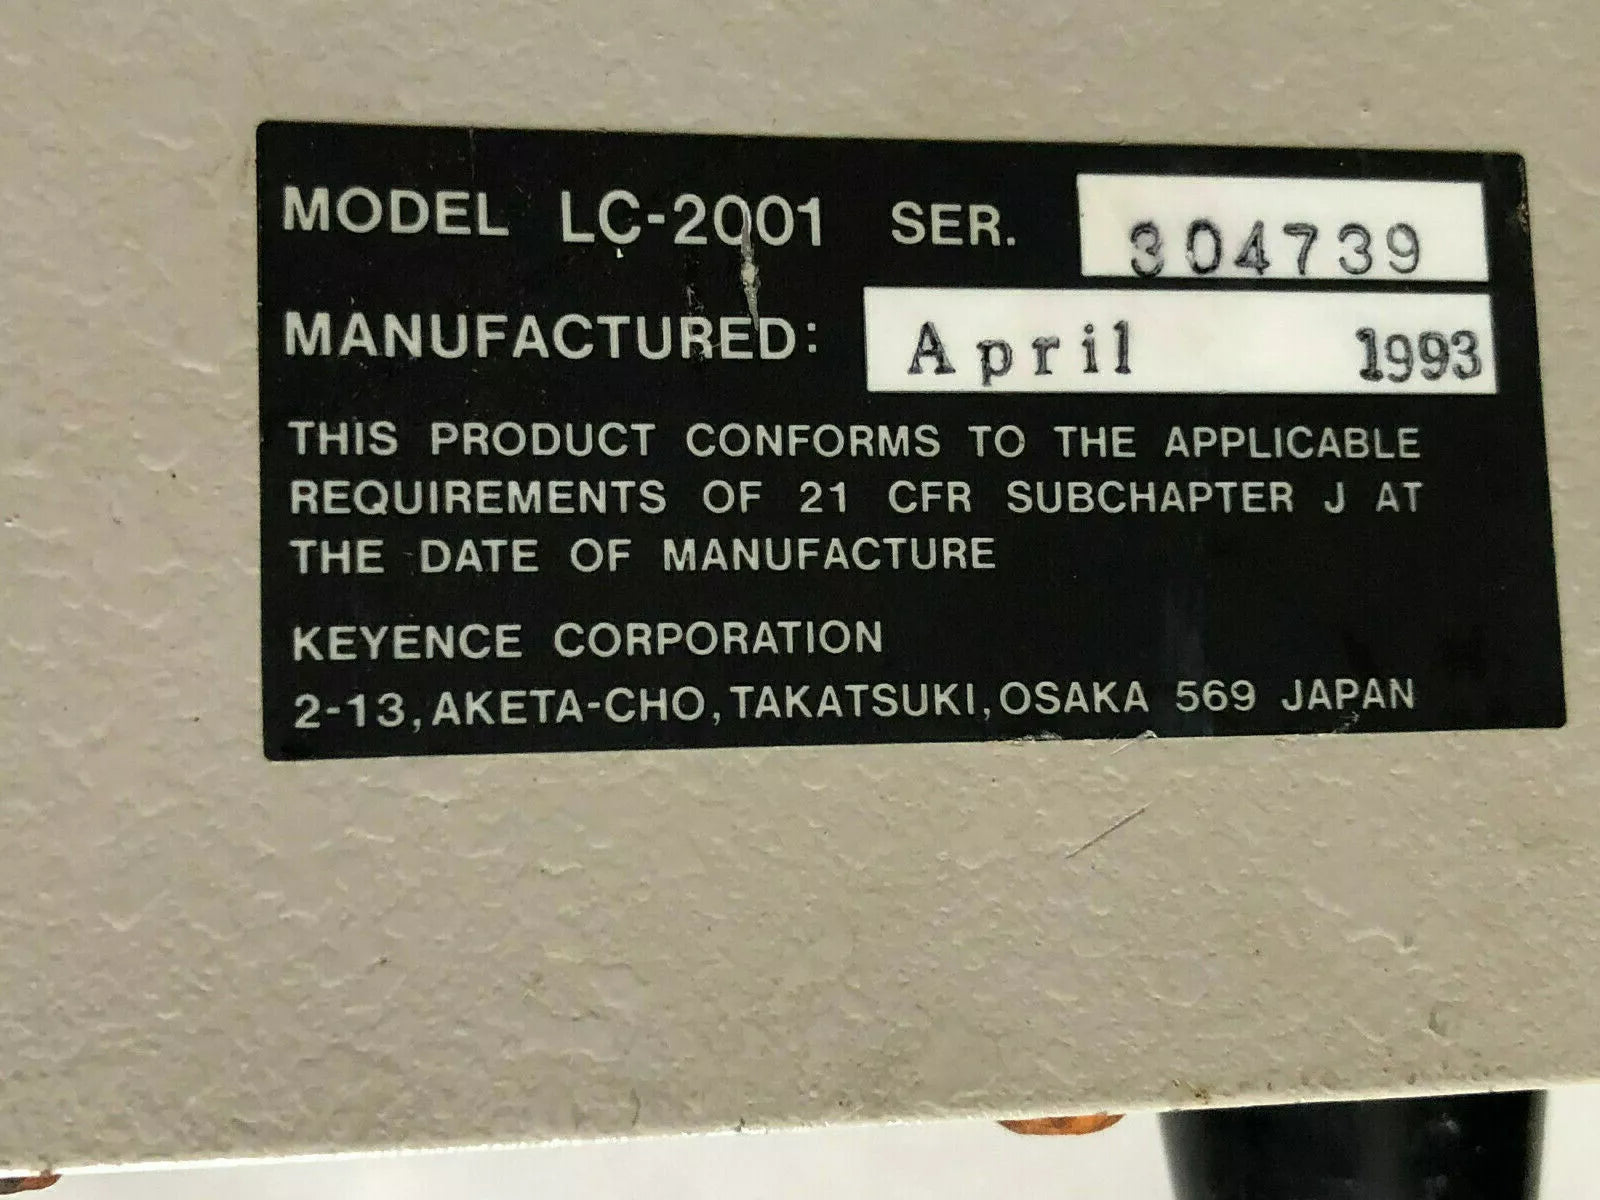 MODEL LC-2001 SER. 304739
MANUFACTURED: April 1993
THIS PRODUCT CONFORMS TO THE APPLICABLE
REQUIREMENTS OF 21 CFR SUBCHAPTER J AT
THE DATE OF MANUFACTURE
KEYENCE CORPORATION
2-13, AKETA-CHO, TAKATSUKI, OSAKA 569 JAPAN